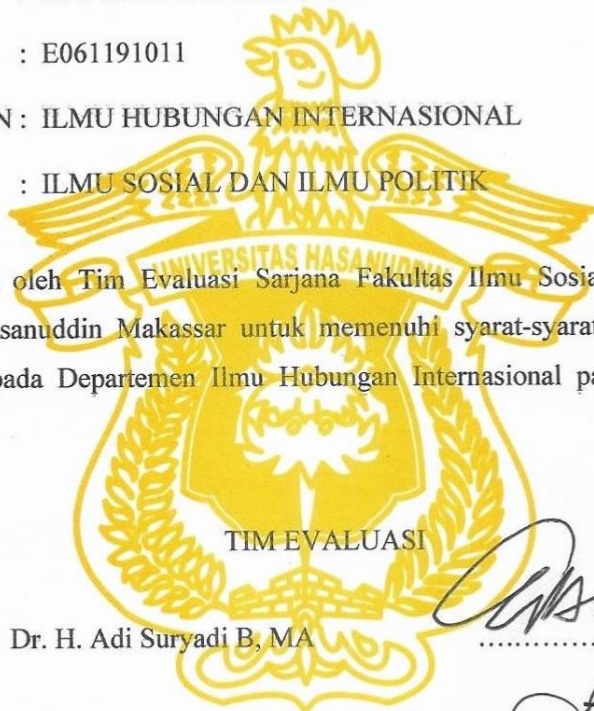 : E061191011
N : ILMU HUBUNGAN INTERNASIONAL
: ILMU SOSIAL DAN ILMU POLITIK
UNIVERSITAS HASANUDDIN
oleh Tim Evaluasi Sarjana Fakultas Ilmu Sosia
sanuddin Makassar untuk memenuhi syarat-syarat
pada Departemen Ilmu Hubungan Internasional pa
TIM EVALUASI
Dr. H. Adi Suryadi B, MA